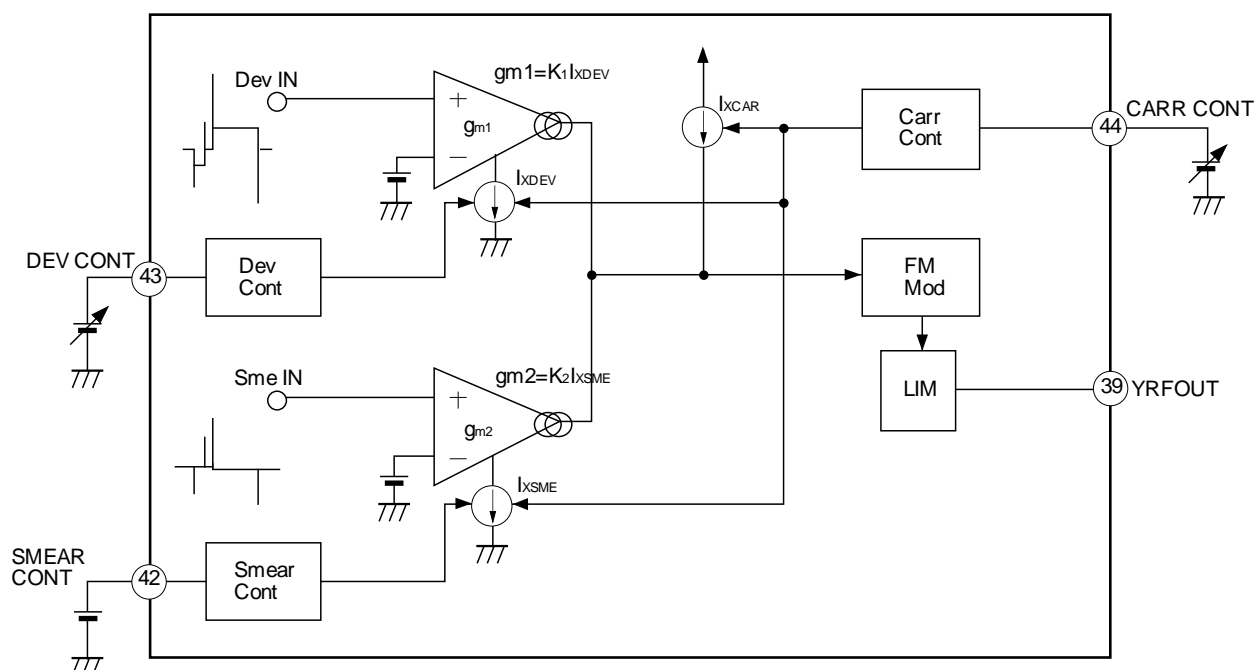 Dev IN
gm1=K1IXDEV
IXCAR
Carr
Cont
44
CARR CONT
+
gm1
−
IXDEV
DEV CONT
43
Dev
Cont
FM
Mod
Sme IN
gm2=K2IXSME
LIM
39
YRFOUT
+
gm2
−
IXSME
SMEAR
CONT
42
Smear
Cont